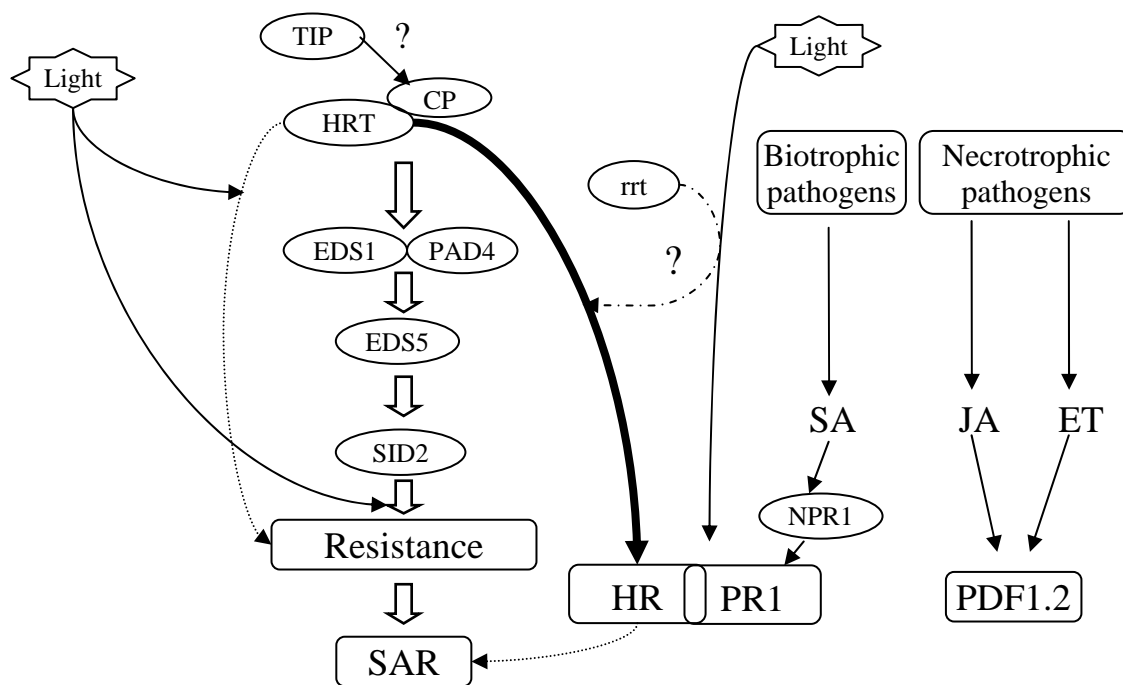 TIP
?
Light
Light
CP
HRT
Biotrophic
pathogens
Necrotrophic
pathogens
rrt
EDS1
PAD4
?
EDS5
SA
JA
ET
SID2
NPR1
Resistance
HR
PR1
PDF1.2
SAR